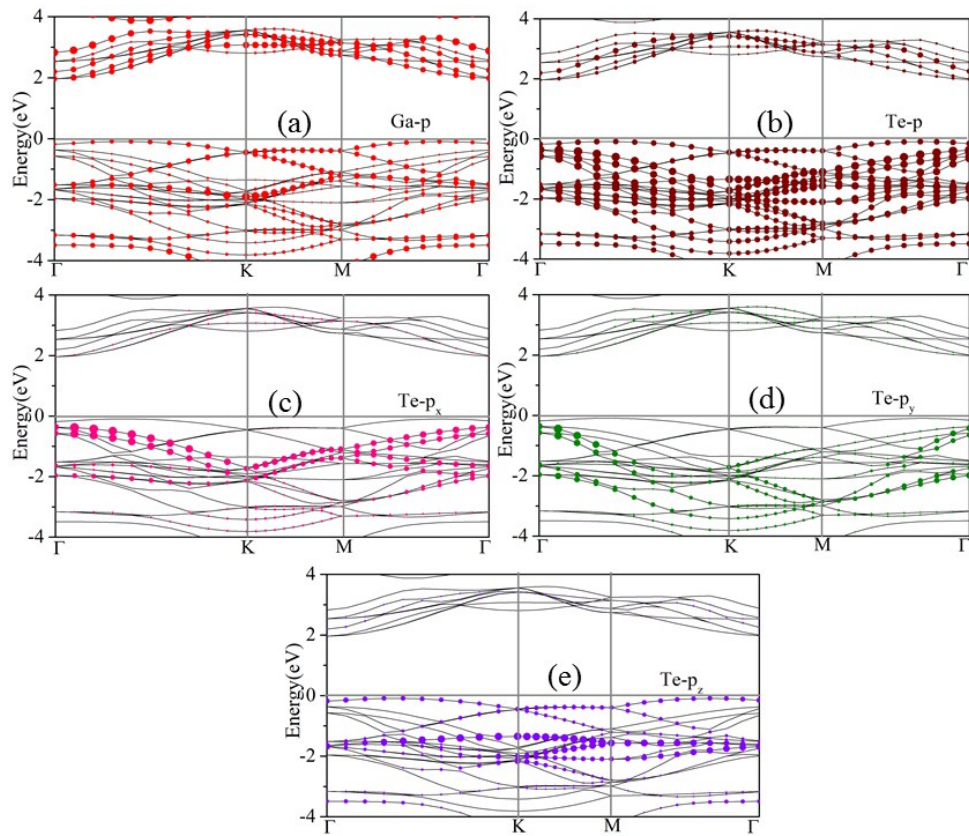 4
2
0
-2
-4
Energy(eV)
(a)
Ga-p
Γ K M Γ
4
2
0
-2
-4
Energy(eV)
(b)
Te-p
Γ K M Γ
4
2
0
-2
-4
Energy(eV)
(c)
Te-pₓ
Γ K M Γ
4
2
0
-2
-4
Energy(eV)
(d)
Te-p_y
Γ K M Γ
4
2
0
-2
-4
Energy(eV)
(e)
Te-p_z
Γ K M Γ